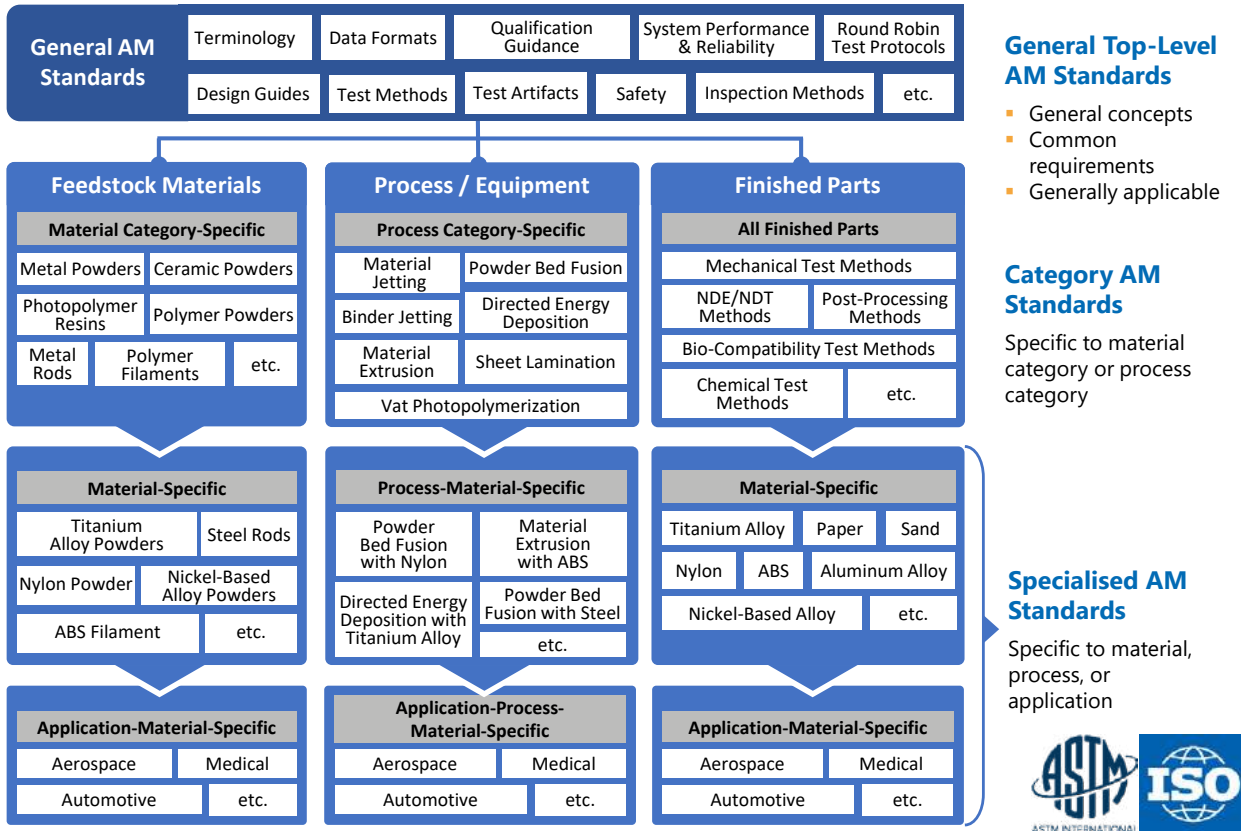 General AM
Standards
Terminology
Data Formats
Qualification
Guidance
System Performance
& Reliability
Round Robin
Test Protocols
Design Guides
Test Methods
Test Artifacts
Safety
Inspection Methods
etc.
General Top-Level
AM Standards
General concepts
Common
requirements
Generally applicable
Feedstock Materials
Material Category-Specific
Metal Powders
Ceramic Powders
Photopolymer
Resins
Polymer Powders
Metal
Rods
Polymer
Filaments
etc.
Process / Equipment
Process Category-Specific
Material
Jetting
Powder Bed Fusion
Binder Jetting
Directed Energy
Deposition
Material
Extrusion
Sheet Lamination
Vat Photopolymerization
Finished Parts
All Finished Parts
Mechanical Test Methods
NDE/NDT
Methods
Post-Processing
Methods
Bio-Compatibility Test Methods
Chemical Test
Methods
etc.
Category AM
Standards
Specific to material
category or process
category
Material-Specific
Titanium
Alloy Powders
Steel Rods
Nylon Powder
Nickel-Based
Alloy Powders
ABS Filament
etc.
Process-Material-Specific
Powder
Bed Fusion
with Nylon
Material
Extrusion
with ABS
Directed Energy
Deposition with
Titanium Alloy
Powder Bed
Fusion with Steel
etc.
Material-Specific
Titanium Alloy
Paper
Sand
Nylon
ABS
Aluminum Alloy
Nickel-Based Alloy
etc.
Specialised AM
Standards
Specific to material,
process, or
application
Application-Material-Specific
Aerospace
Medical
Automotive
etc.
Application-Process-
Material-Specific
Aerospace
Medical
Automotive
etc.
Application-Material-Specific
Aerospace
Medical
Automotive
etc.
ASTM
ASTM INTERNATIONAL
ISO